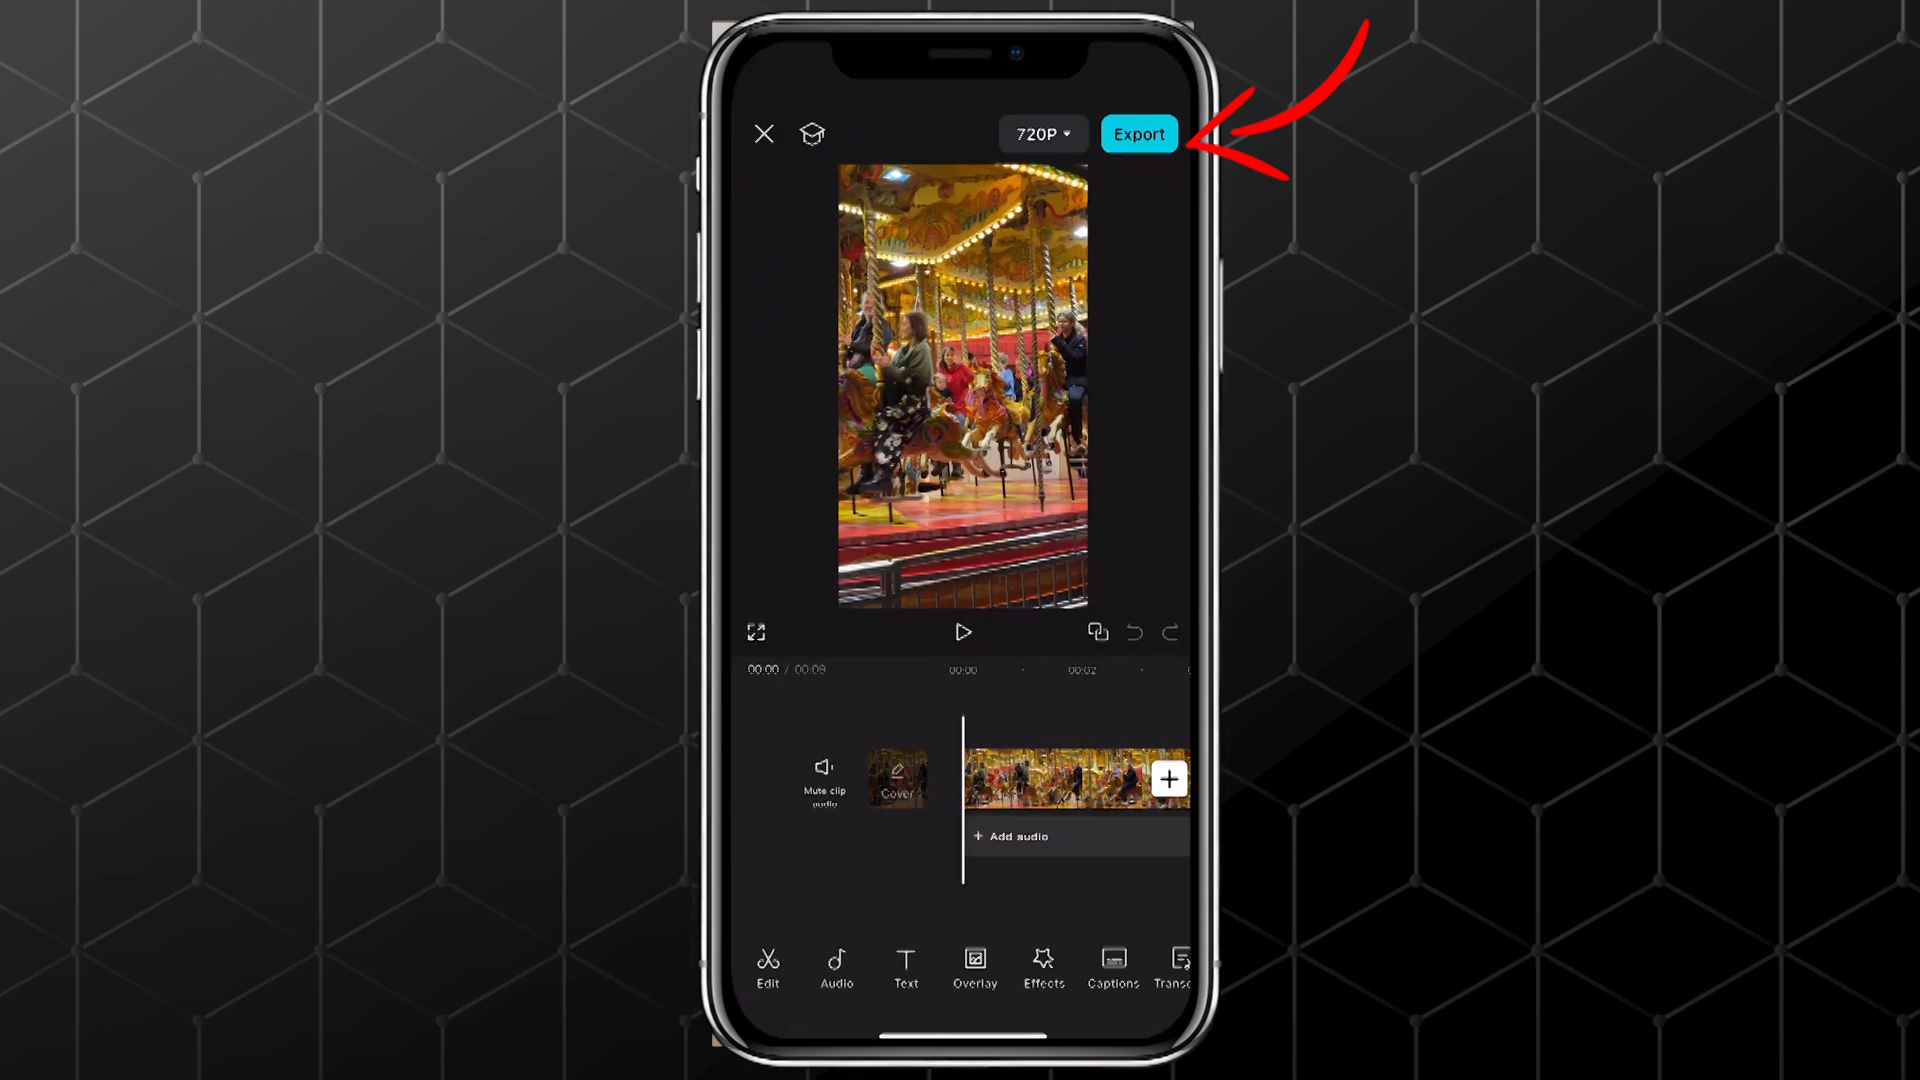 720P
Export
00:00 / 00:09
00:00
00:02
Mute clip
audio
Cover
+ Add audio
Edit
Audio
Text
Overlay
Effects
Captions
Transc